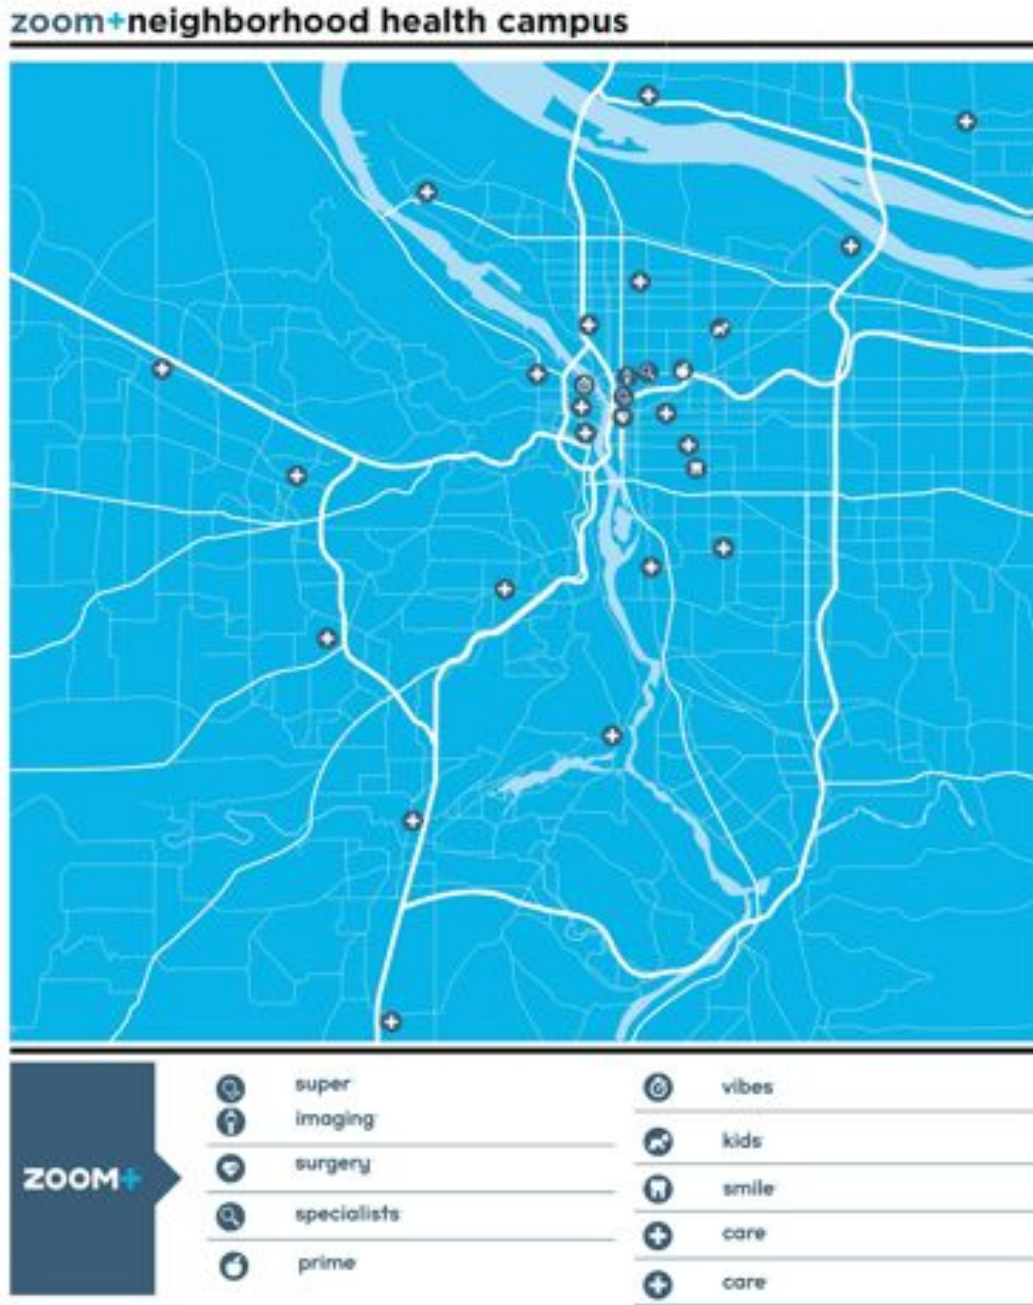 zoom+neighborhood health campus
ZOOM+
super
imaging
surgery
specialists
prime
vibes
kids
smile
care
care